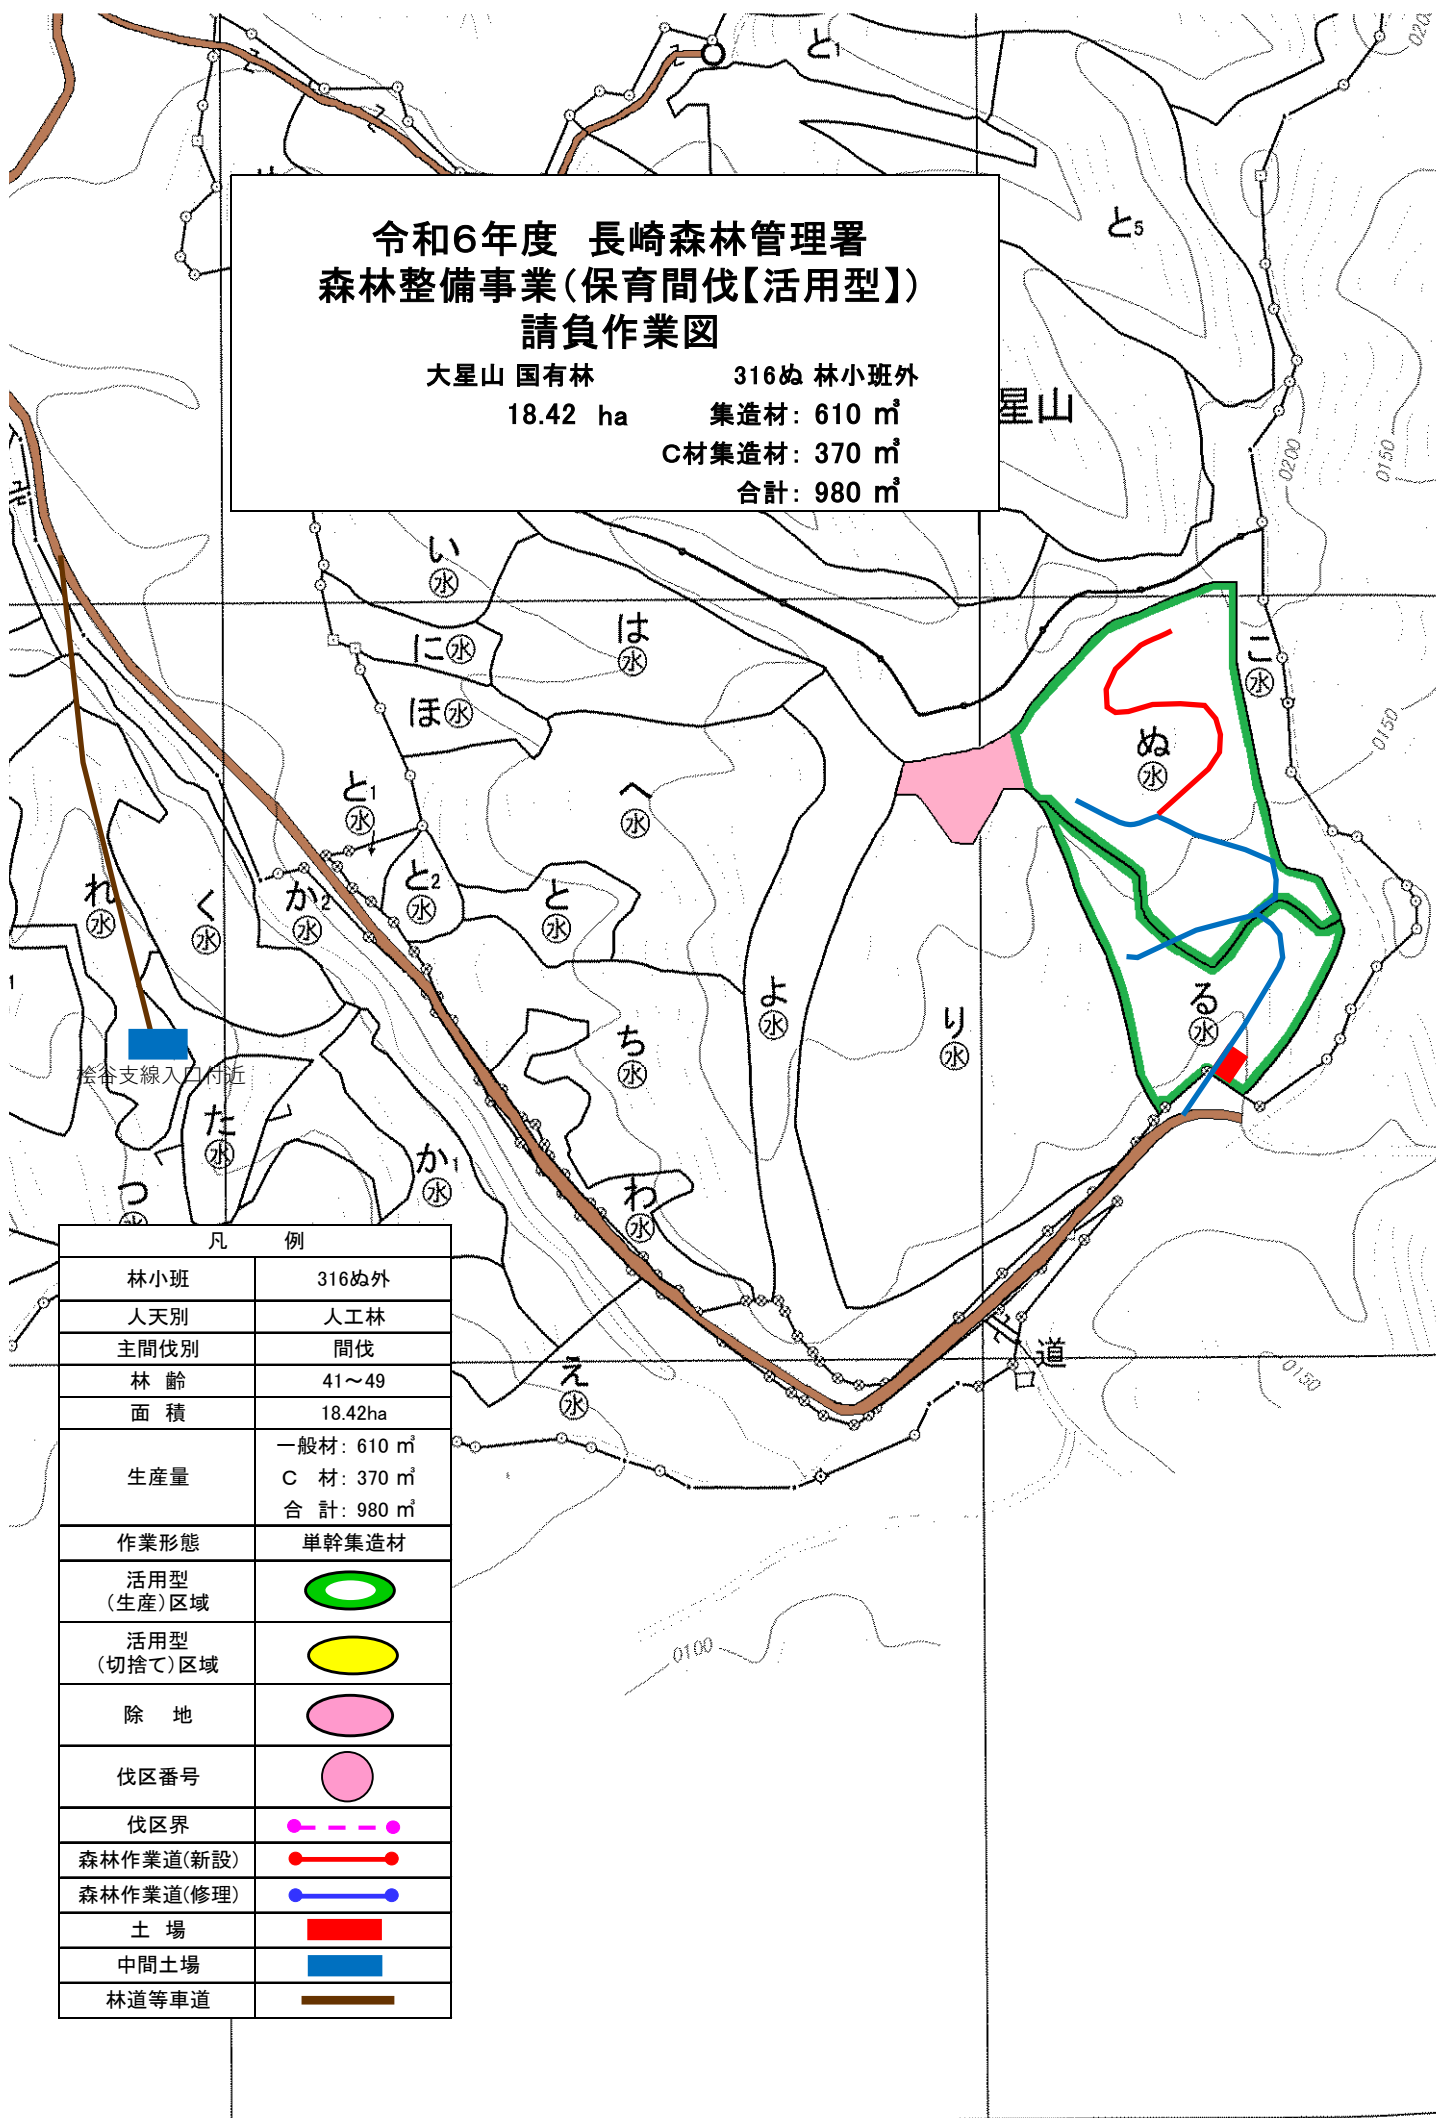 と1
0200
と5
令和6年度 長崎森林管理署
森林整備事業(保育間伐【活用型】)
請負作業図
大星山 国有林 316ぬ 林小班外
18.42 ha 集造材: 610 ㎥
C材集造材: 370 ㎥
合計: 980 ㎥
星山
0200
0150
い
水
に水
は
水
ほ水
こ
水
0150
ぬ
水
と1
水
へ
水
れ
水
く
水
か2
水
と2
水
と
水
よ
水
り
水
る
水
ち
水
1
桧谷支線入口付近
た
水
か1
水
わ
水
つ
水
え
水
道
0150
0100
凡 例
林小班 316ぬ外
人天別 人工林
主間伐別 間伐
林 齢 41～49
面 積 18.42ha
生産量
一般材: 610 ㎥
C 材: 370 ㎥
合 計: 980 ㎥
作業形態 単幹集造材
活用型
(生産)区域
活用型
(切捨て)区域
除 地
伐区番号
伐区界
森林作業道(新設)
森林作業道(修理)
土 場
中間土場
林道等車道